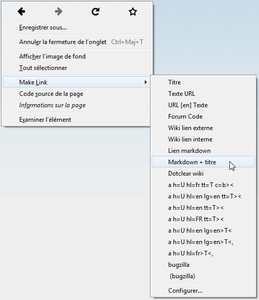 Enregistrer sous...
Annuler la fermeture de l'onglet Ctrl+Maj+T
Afficher l'image de fond
Tout sélectionner
Make Link
Code source de la page
Informations sur la page
Examiner l'élément
Titre
Texte URL
URL [en] Texte
Forum Code
Wiki lien externe
Wiki lien interne
Lien markdown
Markdown + titre
Dotclear wiki
a h=U hl=fr tt=T c=b><
a h=U hl=en lg=en tt=T><
a h=U hl=en tt=T><
a h=U hl=FR tt=T><
a h=U hl=en lg=en>T<
a h=U hl=en lg=en>T<,
a h=U hl=fr>T<,
bugzilla
(bugzilla)
Configurer...